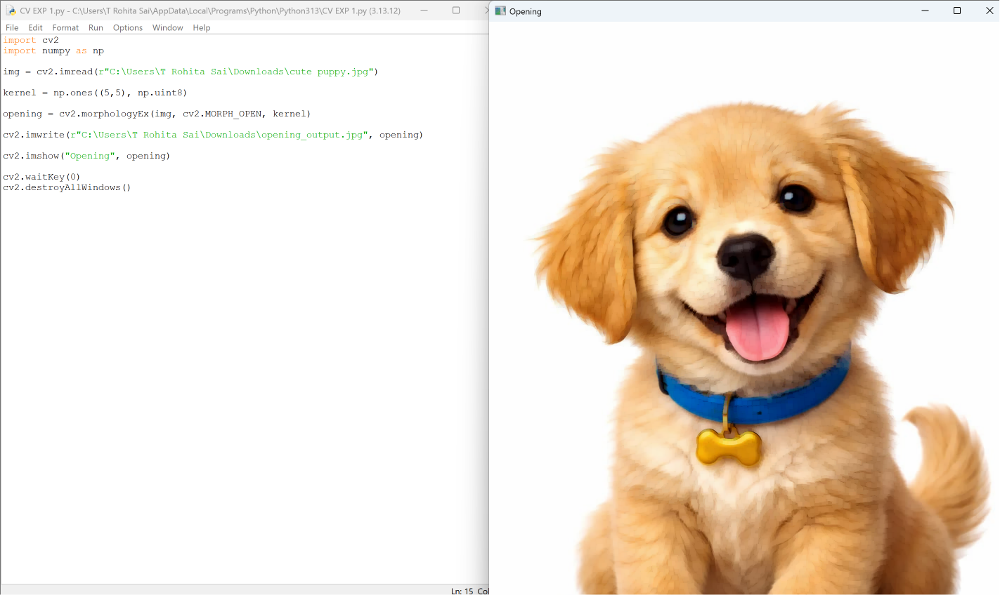 CV EXP 1.py - C:\Users\T Rohita Sai\AppData\Local\Programs\Python\Python313\CV EXP 1.py (3.13.12)
File Edit Format Run Options Window Help
import cv2
import numpy as np
img = cv2.imread(r"C:\Users\T Rohita Sai\Downloads\cute puppy.jpg")
kernel = np.ones((5,5), np.uint8)
opening = cv2.morphologyEx(img, cv2.MORPH_OPEN, kernel)
cv2.imwrite(r"C:\Users\T Rohita Sai\Downloads\opening_output.jpg", opening)
cv2.imshow("Opening", opening)
cv2.waitKey(0)
cv2.destroyAllWindows()
Ln: 15 Col
Opening